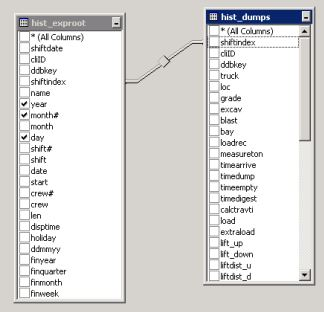 hist_exproot
* (All Columns)
shiftdate
cliID
ddbkey
shiftindex
name
year
month#
month
day
shift#
shift
date
start
crew#
crew
len
disptime
holiday
ddmmyy
finyear
finquarter
finmonth
finweek
hist_dumps
* (All Columns)
shiftindex
cliID
ddbkey
truck
loc
grade
excav
blast
bay
loadrec
measureton
timearrive
timedump
timeempty
timedigest
calctravti
load
extraload
lift_up
lift_down
liftdist_u
liftdist_d